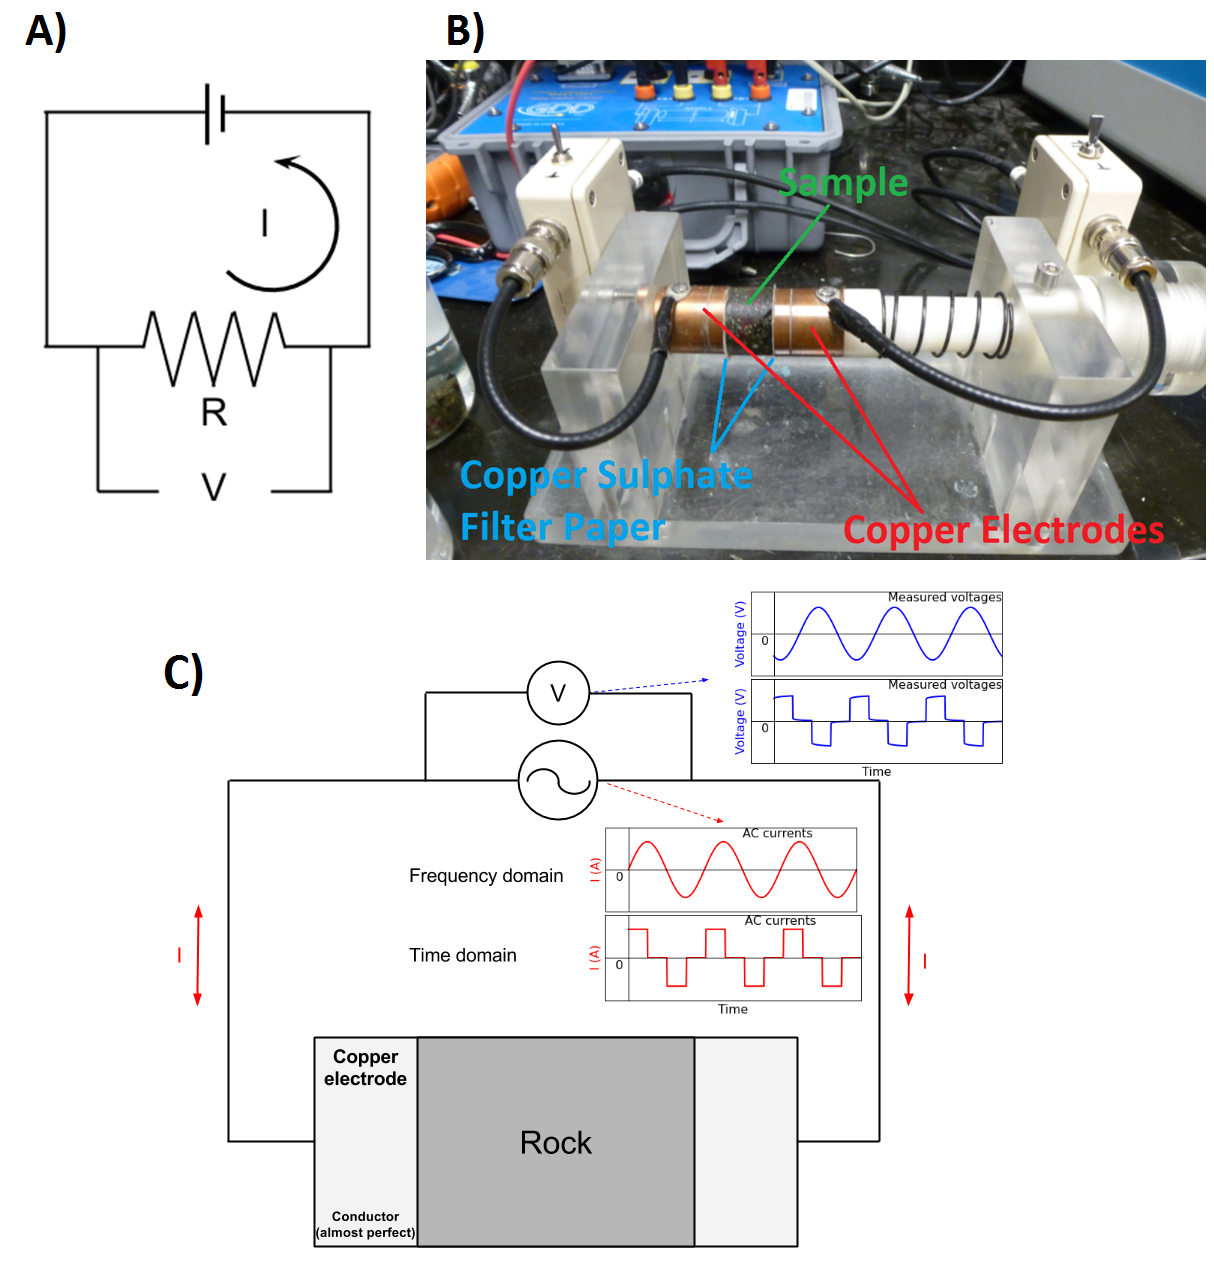 A)
I
R
V
B)
Sample
Copper Sulphate
Filter Paper
Copper Electrodes
C)
V
Measured voltages
Voltage (V)
0
Measured voltages
Voltage (V)
0
Time
Frequency domain
AC currents
I (A)
0
Time domain
AC currents
I (A)
0
Time
I
I
Copper
electrode
Rock
Conductor
(almost perfect)